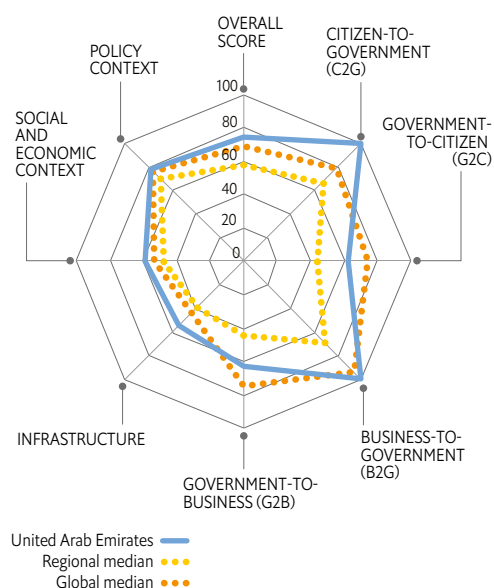 OVERALL
SCORE
CITIZEN-TO-
GOVERNMENT
(C2G)
GOVERNMENT-
TO-CITIZEN
(G2C)
BUSINESS-TO-
GOVERNMENT
(B2G)
GOVERNMENT-TO-
BUSINESS (G2B)
INFRASTRUCTURE
SOCIAL
AND
ECONOMIC
CONTEXT
POLICY
CONTEXT
100
80
60
40
20
0
United Arab Emirates
Regional median
Global median